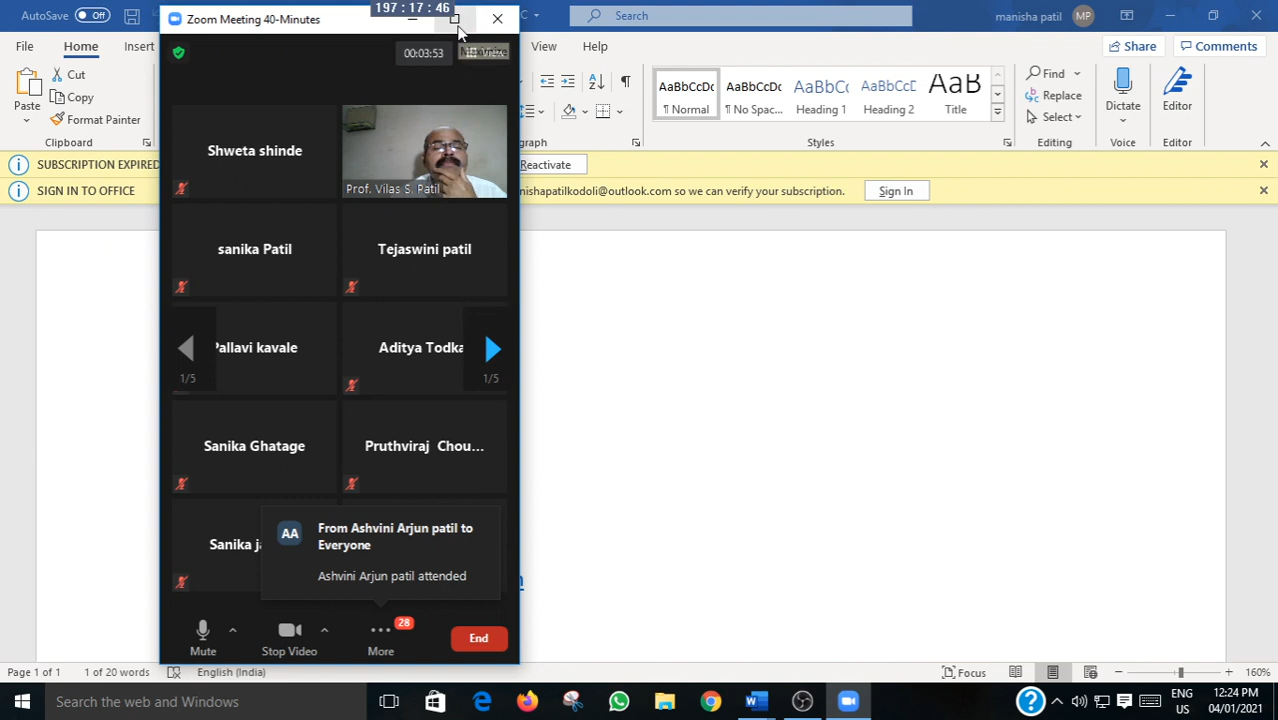 197 : 17 : 46
Zoom Meeting 40-Minutes
00:03:53
Shweta shinde
Prof. Vilas S. Patil
sanika Patil
Tejaswini patil
Pallavi kavale
Aditya Todka
1/5
1/5
Sanika Ghatage
Pruthviraj Chou...
Sanika ja
AA
From Ashvini Arjun patil to
Everyone
Ashvini Arjun patil attended
28
Mute
Stop Video
More
End
AutoSave
Off
C
Search
manisha patil
MP
File
Home
Insert
View
Help
Share
Comments
Paste
Cut
Copy
Format Painter
Clipboard
graph
AaBbCcDc
AaBbCcDc
AaBbCc
AaBbCcD
AaB
¶ Normal
¶ No Spac...
Heading 1
Heading 2
Title
Styles
Find
Replace
Select
Editing
Dictate
Voice
Editor
Editor
SUBSCRIPTION EXPIRED
Reactivate
SIGN IN TO OFFICE
nishapatilkodoli@outlook.com so we can verify your subscription.
Sign In
Page 1 of 1
1 of 20 words
English (India)
Focus
160%
Search the web and Windows
ENG
US
12:24 PM
04/01/2021